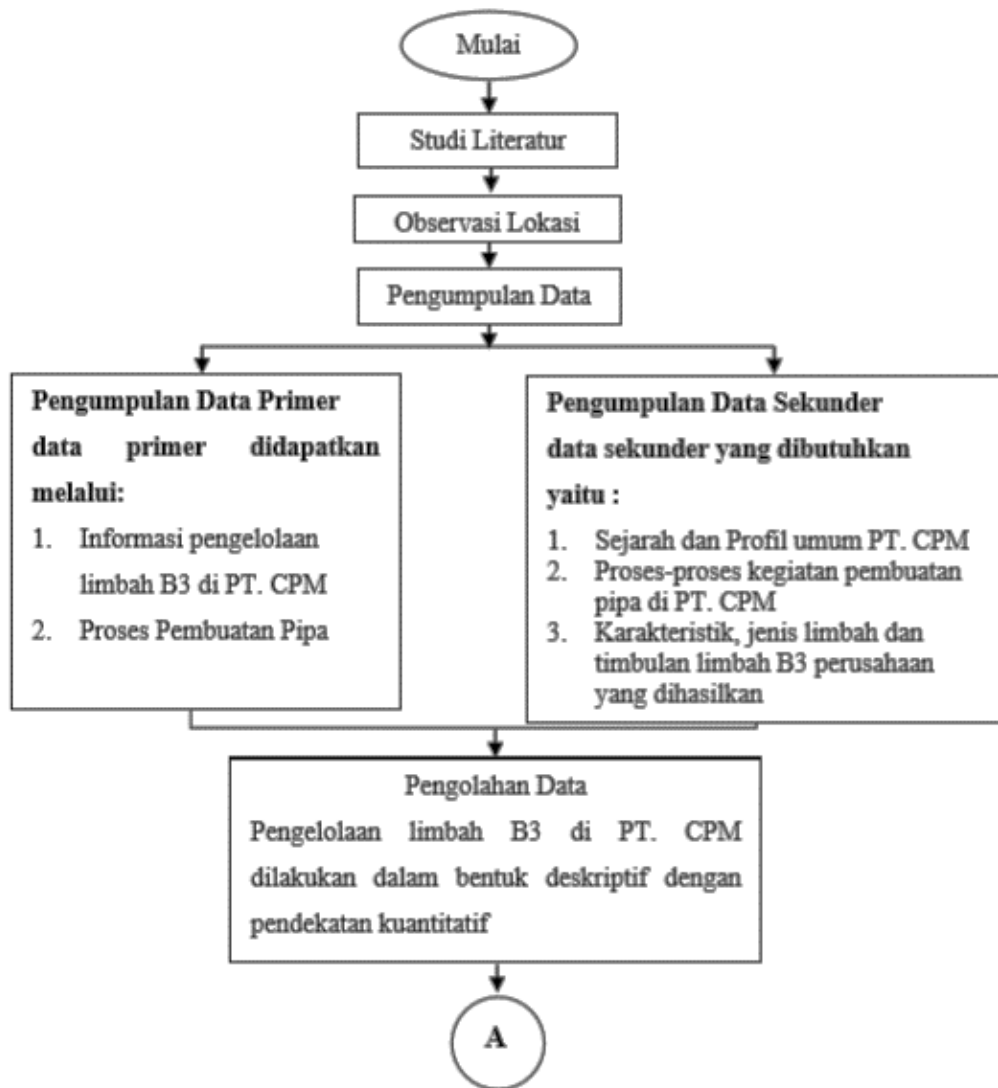 Mulai
Studi Literatur
Observasi Lokasi
Pengumpulan Data
Pengumpulan Data Primer
data primer didapatkan
melalui:
1. Informasi pengelolaan
limbah B3 di PT. CPM
2. Proses Pembuatan Pipa
Pengumpulan Data Sekunder
data sekunder yang dibutuhkan
yaitu :
1. Sejarah dan Profil umum PT. CPM
2. Proses-proses kegiatan pembuatan
pipa di PT. CPM
3. Karakteristik, jenis limbah dan
timbulan limbah B3 perusahaan
yang dihasilkan
Pengolahan Data
Pengelolaan limbah B3 di PT. CPM
dilakukan dalam bentuk deskriptif dengan
pendekatan kuantitatif
A